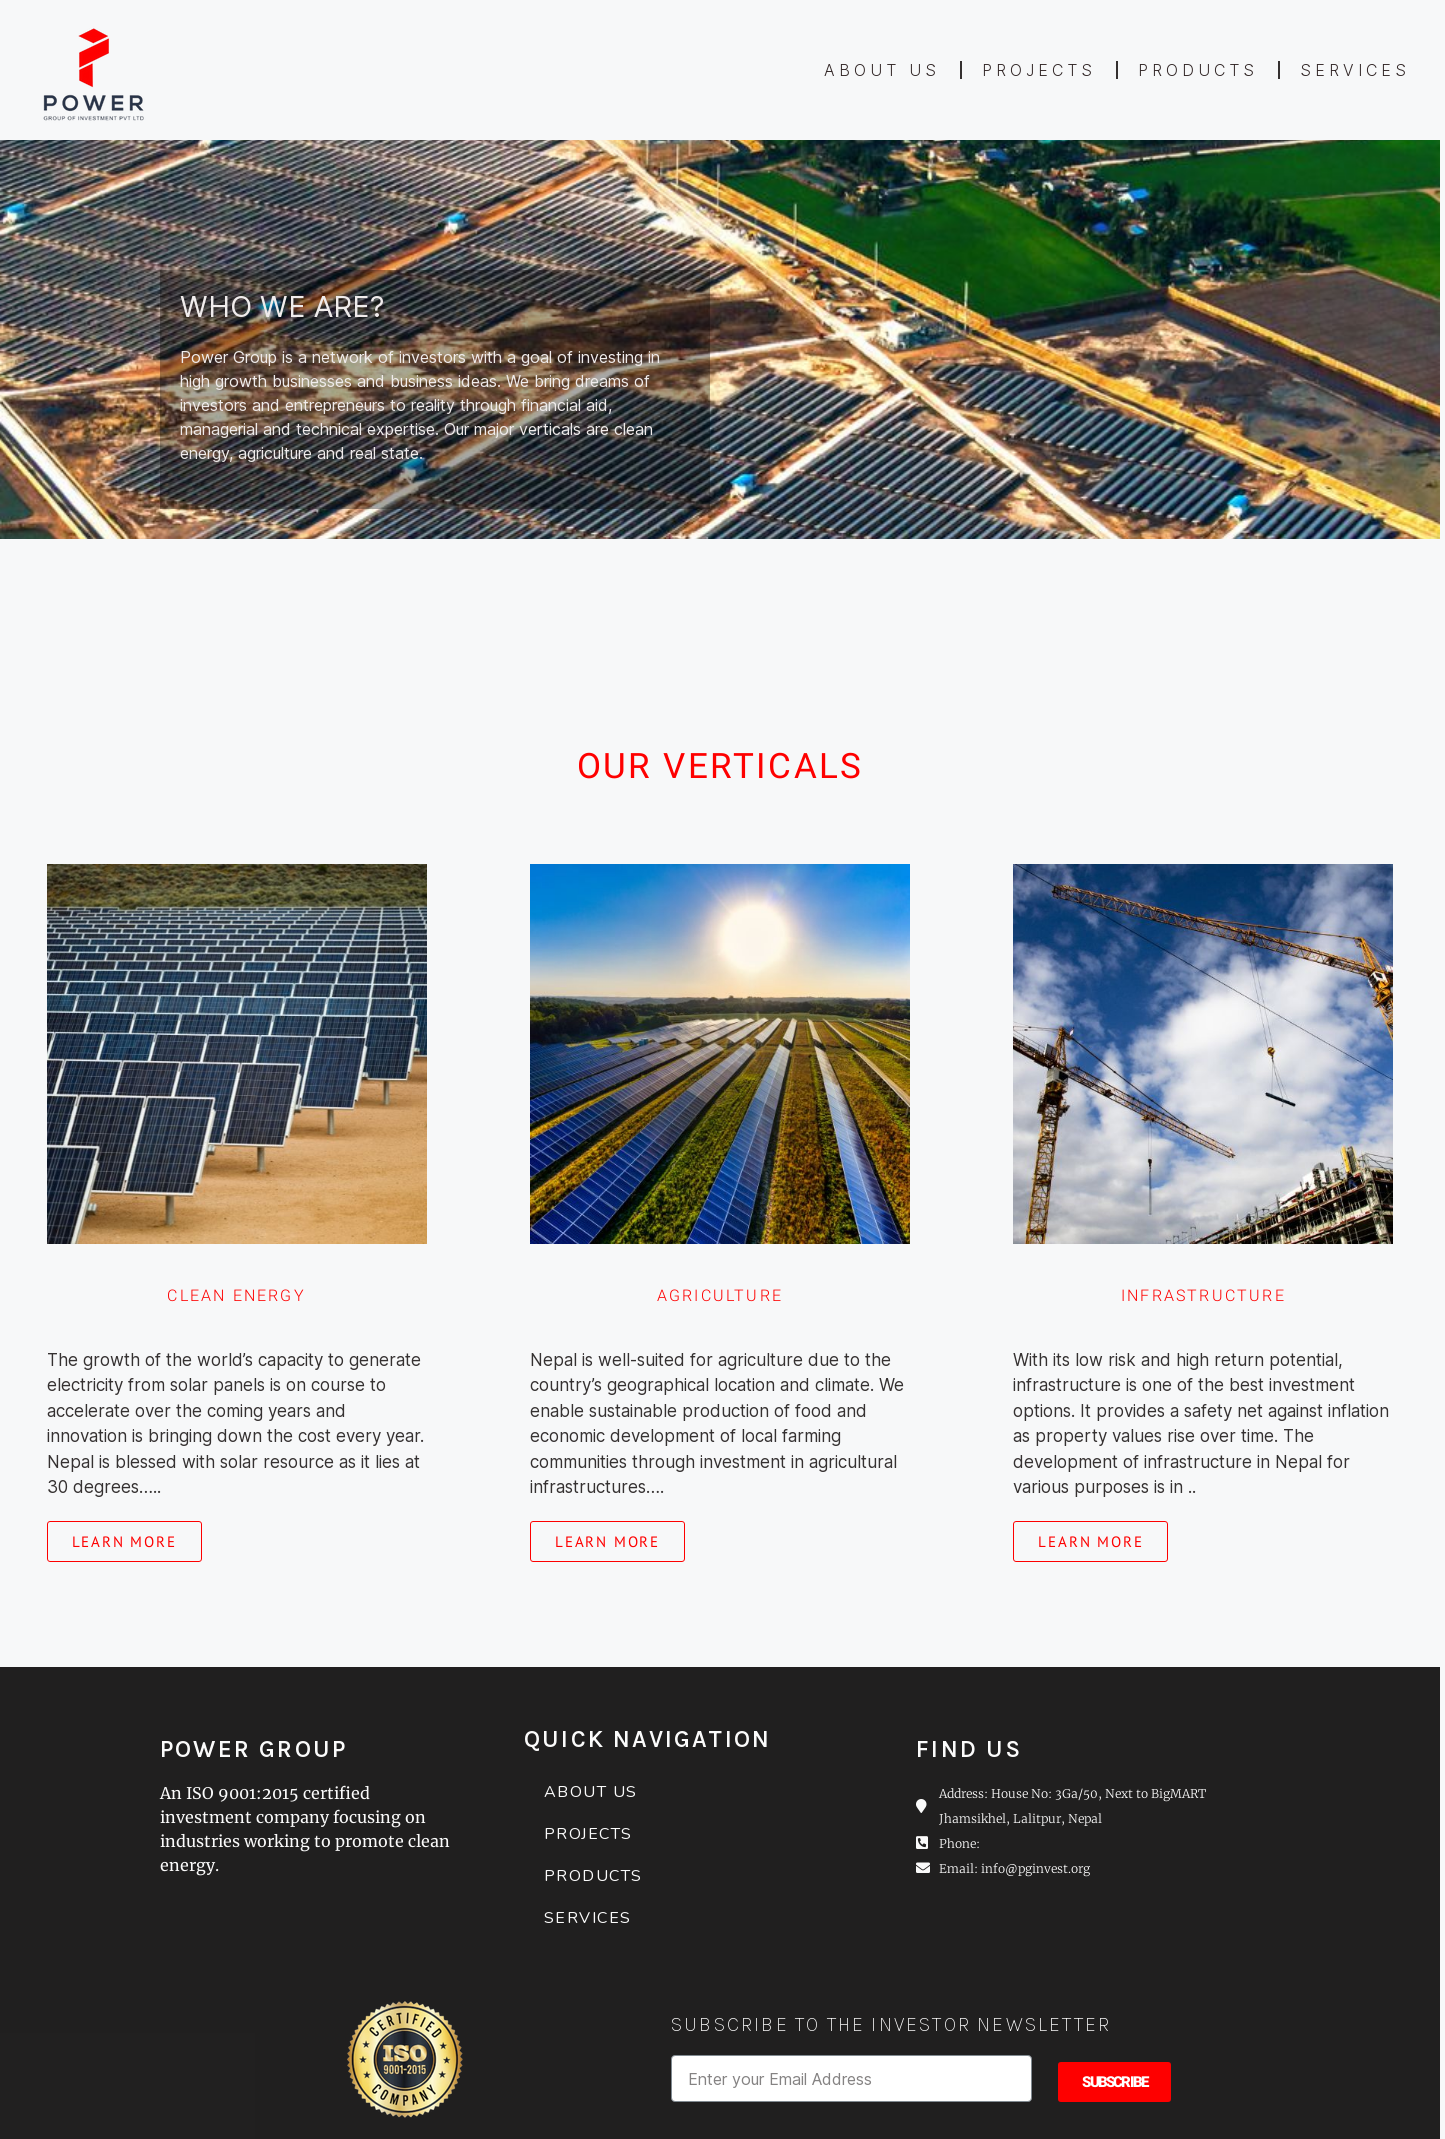 POWER
GROUP OF INVESTMENT PVT LTD
ABOUT US
PROJECTS
PRODUCTS
SERVICES
WHO WE ARE?
Power Group is a network of investors with a goal of investing in
high growth businesses and business ideas. We bring dreams of
investors and entrepreneurs to reality through financial aid,
managerial and technical expertise. Our major verticals are clean
energy, agriculture and real state.
OUR VERTICALS
CLEAN ENERGY
The growth of the world’s capacity to generate
electricity from solar panels is on course to
accelerate over the coming years and
innovation is bringing down the cost every year.
Nepal is blessed with solar resource as it lies at
30 degrees…..
LEARN MORE
AGRICULTURE
Nepal is well-suited for agriculture due to the
country’s geographical location and climate. We
enable sustainable production of food and
economic development of local farming
communities through investment in agricultural
infrastructures….
LEARN MORE
INFRASTRUCTURE
With its low risk and high return potential,
infrastructure is one of the best investment
options. It provides a safety net against inflation
as property values rise over time. The
development of infrastructure in Nepal for
various purposes is in ..
LEARN MORE
POWER GROUP
An ISO 9001:2015 certified
investment company focusing on
industries working to promote clean
energy.
QUICK NAVIGATION
ABOUT US
PROJECTS
PRODUCTS
SERVICES
FIND US
Address: House No: 3Ga/50, Next to BigMART
Jhamsikhel, Lalitpur, Nepal
Phone:
Email: info@pginvest.org
CERTIFIED
ISO
9001-2015
COMPANY
SUBSCRIBE TO THE INVESTOR NEWSLETTER
Enter your Email Address
SUBSCRIBE